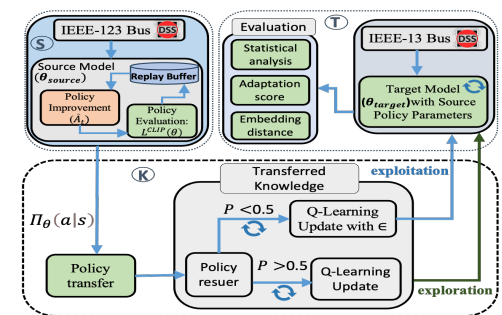 S
IEEE-123 Bus DSS
Source Model
(θsource)
Replay Buffer
Policy
Improvement
(Âₜ)
Policy
Evaluation:
L^CLIP(θ)
Evaluation
Statistical
analysis
Adaptation
score
Embedding
distance
T
IEEE-13 Bus DSS
Target Model
(θtarget) with Source
Policy Parameters
K
Πθ(a|s)
Policy
transfer
Transferred
Knowledge
Policy
resuer
P <0.5
Q-Learning
Update with ∈
P >0.5
Q-Learning
Update
exploitation
exploration